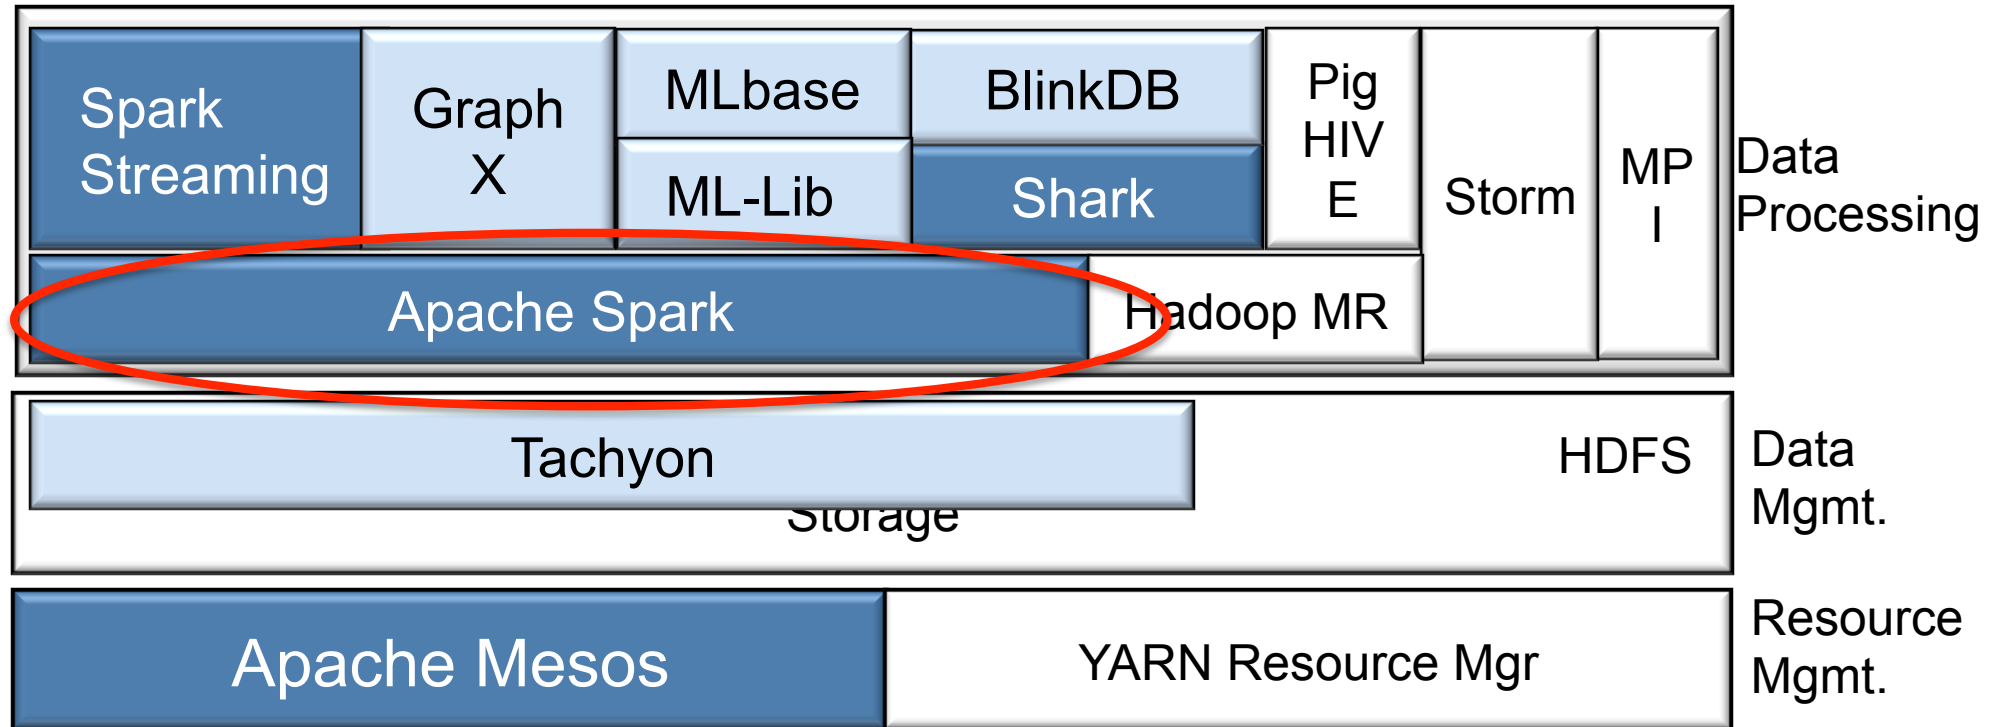 Spark
Streaming
Graph
X
MLbase
ML-Lib
BlinkDB
Shark
Pig
HIV
E
Storm
MP
I
Data
Processing
Apache Spark
Hadoop MR
Tachyon
HDFS
Storage
Data
Mgmt.
Apache Mesos
YARN Resource Mgr
Resource
Mgmt.